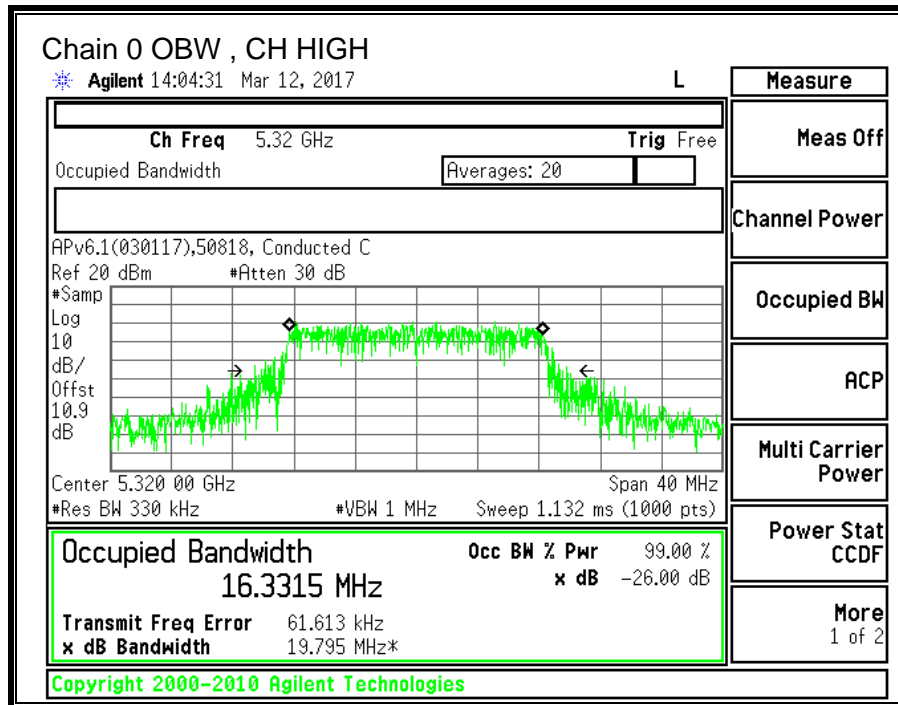 Chain 0 OBW , CH HIGH
Agilent 14:04:31 Mar 12, 2017 L Measure
Ch Freq 5.32 GHz Trig Free
Meas Off
Occupied Bandwidth Averages: 20
Channel Power
APv6.1(030117),50818, Conducted C
Ref 20 dBm #Atten 30 dB
#Samp
Log
10
dB/
Offst
10.9
dB
Occupied BW
ACP
Multi Carrier
Power
Center 5.320 00 GHz Span 40 MHz
#Res BW 330 kHz #VBW 1 MHz Sweep 1.132 ms (1000 pts)
Power Stat
CCDF
Occupied Bandwidth Occ BW % Pwr 99.00 %
16.3315 MHz x dB -26.00 dB
Transmit Freq Error 61.613 kHz
x dB Bandwidth 19.795 MHz*
More
1 of 2
Copyright 2000-2010 Agilent Technologies